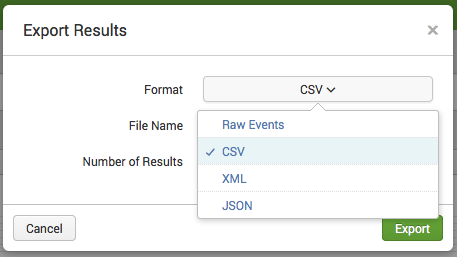 Export Results
×
Format
CSV
File Name
Raw Events
CSV
Number of Results
XML
JSON
Cancel
Export